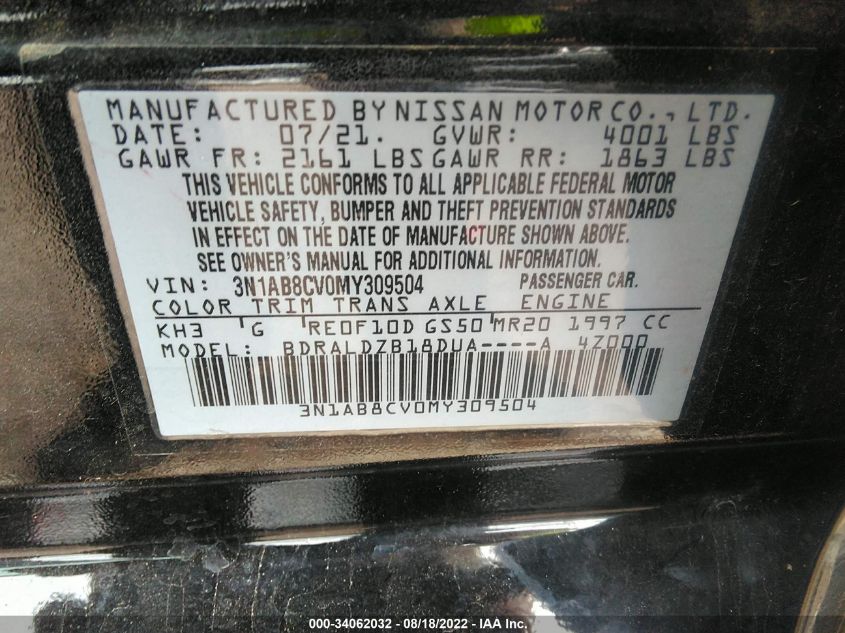 MANUFACTURED BY NISSAN MOTOR CO., LTD.
DATE: 07/21. GVWR: 4001 LBS
GAWR FR: 2161 LBS GAWR RR: 1863 LBS
THIS VEHICLE CONFORMS TO ALL APPLICABLE FEDERAL MOTOR
VEHICLE SAFETY, BUMPER AND THEFT PREVENTION STANDARDS
IN EFFECT ON THE DATE OF MANUFACTURE SHOWN ABOVE.
SEE OWNER'S MANUAL FOR ADDITIONAL INFORMATION.
VIN: 3N1AB8CV0MY309504 PASSENGER CAR.
COLOR TRIM TRANS AXLE ENGINE
KH3 G RE0F10D GS50 MR20 1997 CC
MODEL: BDRALDZB18DUA----A 4Z000
3N1AB8CV0MY309504
000-34062032 - 08/18/2022 - IAAI.com